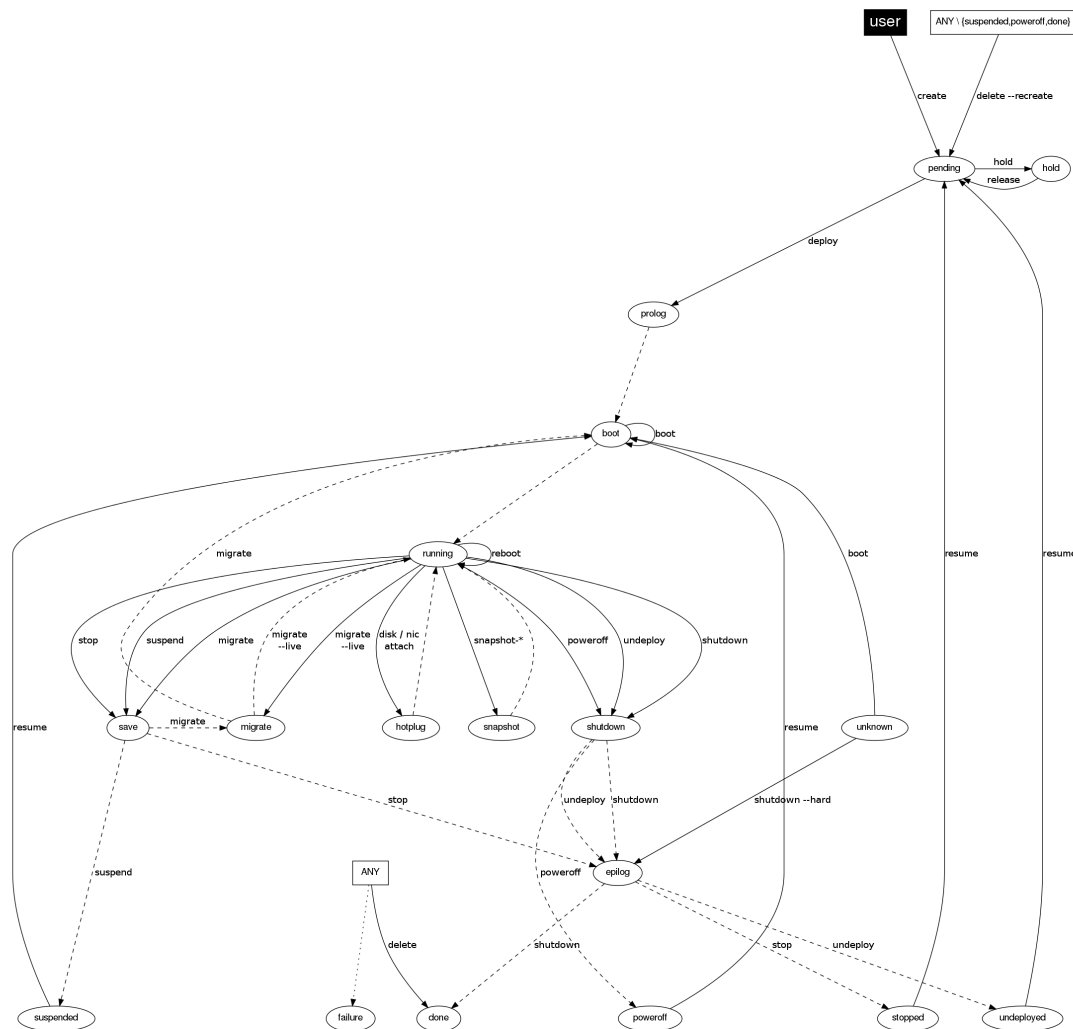 user
ANY \ {suspended,poweroff,done}
create
delete --recreate
pending
hold
hold
release
deploy
prolog
boot
boot
migrate
running
reboot
boot
resume
resume
stop
suspend
migrate
migrate
--live
migrate
--live
disk / nic
attach
snapshot-*
poweroff
undeploy
shutdown
save
migrate
migrate
hotplug
snapshot
shutdown
unknown
resume
resume
stop
undeploy
shutdown
shutdown --hard
suspend
ANY
poweroff
epilog
delete
shutdown
stop
undeploy
suspended
failure
done
poweroff
stopped
undeployed